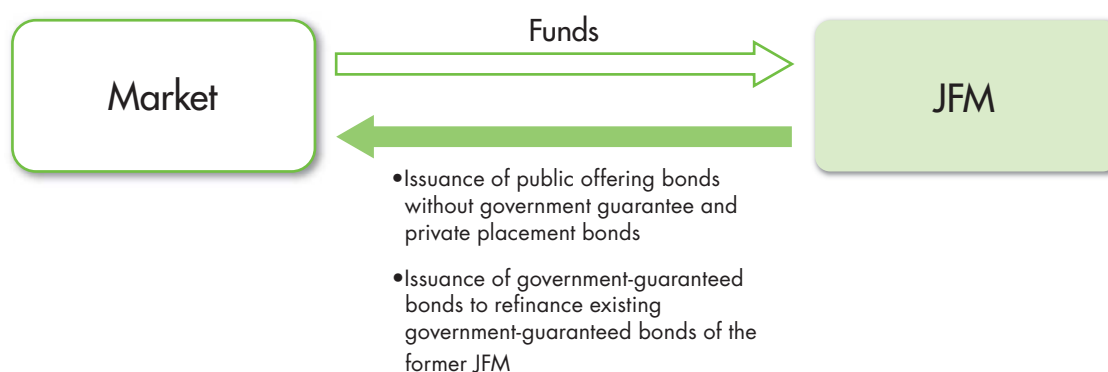 Funds
Market
JFM
•Issuance of public offering bonds
without government guarantee and
private placement bonds
•Issuance of government-guaranteed
bonds to refinance existing
government-guaranteed bonds of the
former JFM